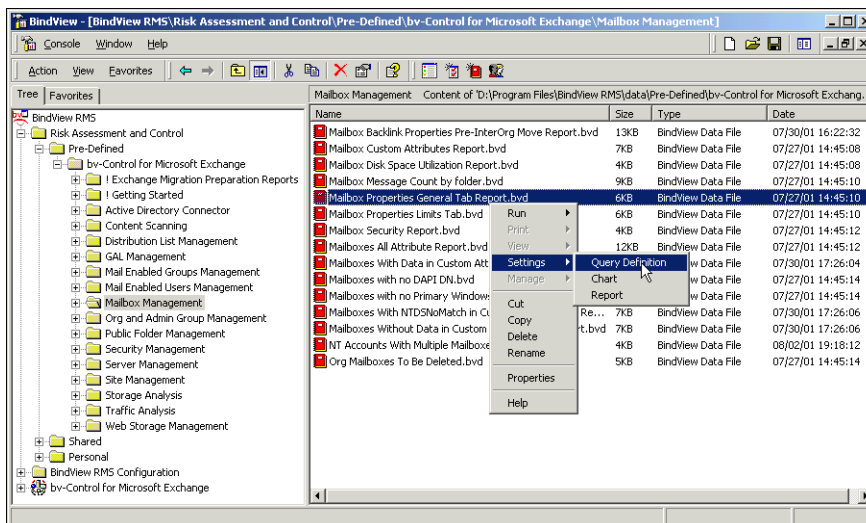 BindView - [BindView RMS\Risk Assessment and Control\Pre-Defined\bv-Control for Microsoft Exchange\Mailbox Management]
Console Window Help
Action View Favorites
Tree Favorites
Mailbox Management Content of 'D:\Program Files\BindView RMS\data\Pre-Defined\bv-Control for Microsoft Exchang.
BindView RMS
Risk Assessment and Control
Pre-Defined
bv-Control for Microsoft Exchange
! Exchange Migration Preparation Reports
! Getting Started
Active Directory Connector
Content Scanning
Distribution List Management
GAL Management
Mail Enabled Groups Management
Mail Enabled Users Management
Mailbox Management
Org and Admin Group Management
Public Folder Management
Security Management
Server Management
Site Management
Storage Analysis
Traffic Analysis
Web Storage Management
Shared
Personal
BindView RMS Configuration
bv-Control for Microsoft Exchange
Name Size Type Date
Mailbox Backlink Properties Pre-InterOrg Move Report.bvd 13KB BindView Data File 07/30/01 16:22:32
Mailbox Custom Attributes Report.bvd 7KB BindView Data File 07/27/01 14:45:08
Mailbox Disk Space Utilization Report.bvd 4KB BindView Data File 07/27/01 14:45:08
Mailbox Message Count by folder.bvd 9KB BindView Data File 07/27/01 14:45:10
Mailbox Properties General Tab Report.bvd 6KB BindView Data File 07/27/01 14:45:10
Mailbox Properties Limits Tab.bvd 6KB BindView Data File 07/27/01 14:45:10
Mailbox Security Report.bvd 4KB BindView Data File 07/27/01 14:45:12
Mailboxes All Attribute Report.bvd 12KB BindView Data File 07/27/01 14:45:12
Mailboxes With Data in Custom Att 07/30/01 17:26:04
Mailboxes with no DAPI DN.bvd 07/27/01 14:45:14
Mailboxes with no Primary Windows 07/27/01 14:45:14
Mailboxes With NTDSNoMatch in Cu Re... 7KB BindView Data File 07/30/01 17:26:06
Mailboxes Without Data in Custom rt.bvd 7KB BindView Data File 07/30/01 17:26:06
NT Accounts With Multiple Mailboxe 4KB BindView Data File 08/02/01 19:18:12
Org Mailboxes To Be Deleted.bvd 5KB BindView Data File 07/27/01 14:45:14
Run
Print
View
Settings
Manage
Cut
Copy
Delete
Rename
Properties
Help
Query Definition
Chart
Report